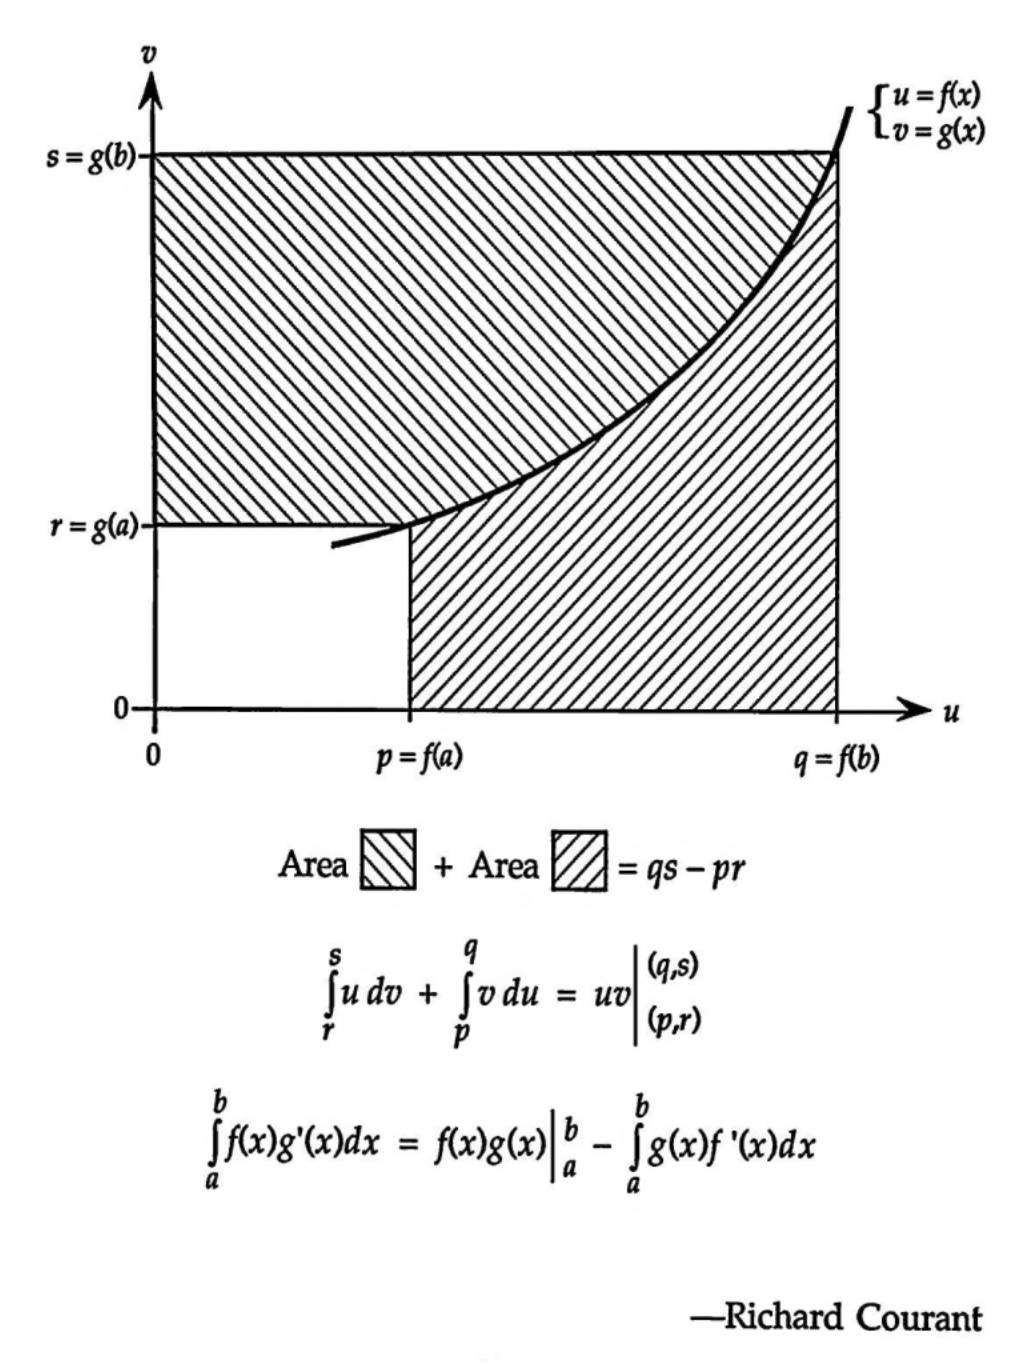 v
u = f(x)
v = g(x)
s = g(b)
r = g(a)
0
u
0
p = f(a)
q = f(b)
Area + Area = qs – pr
∫_r^s u dv + ∫_p^q v du = uv |_(p,r)^(q,s)
∫_a^b f(x)g'(x)dx = f(x)g(x) |_a^b – ∫_a^b g(x)f '(x)dx
—Richard Courant